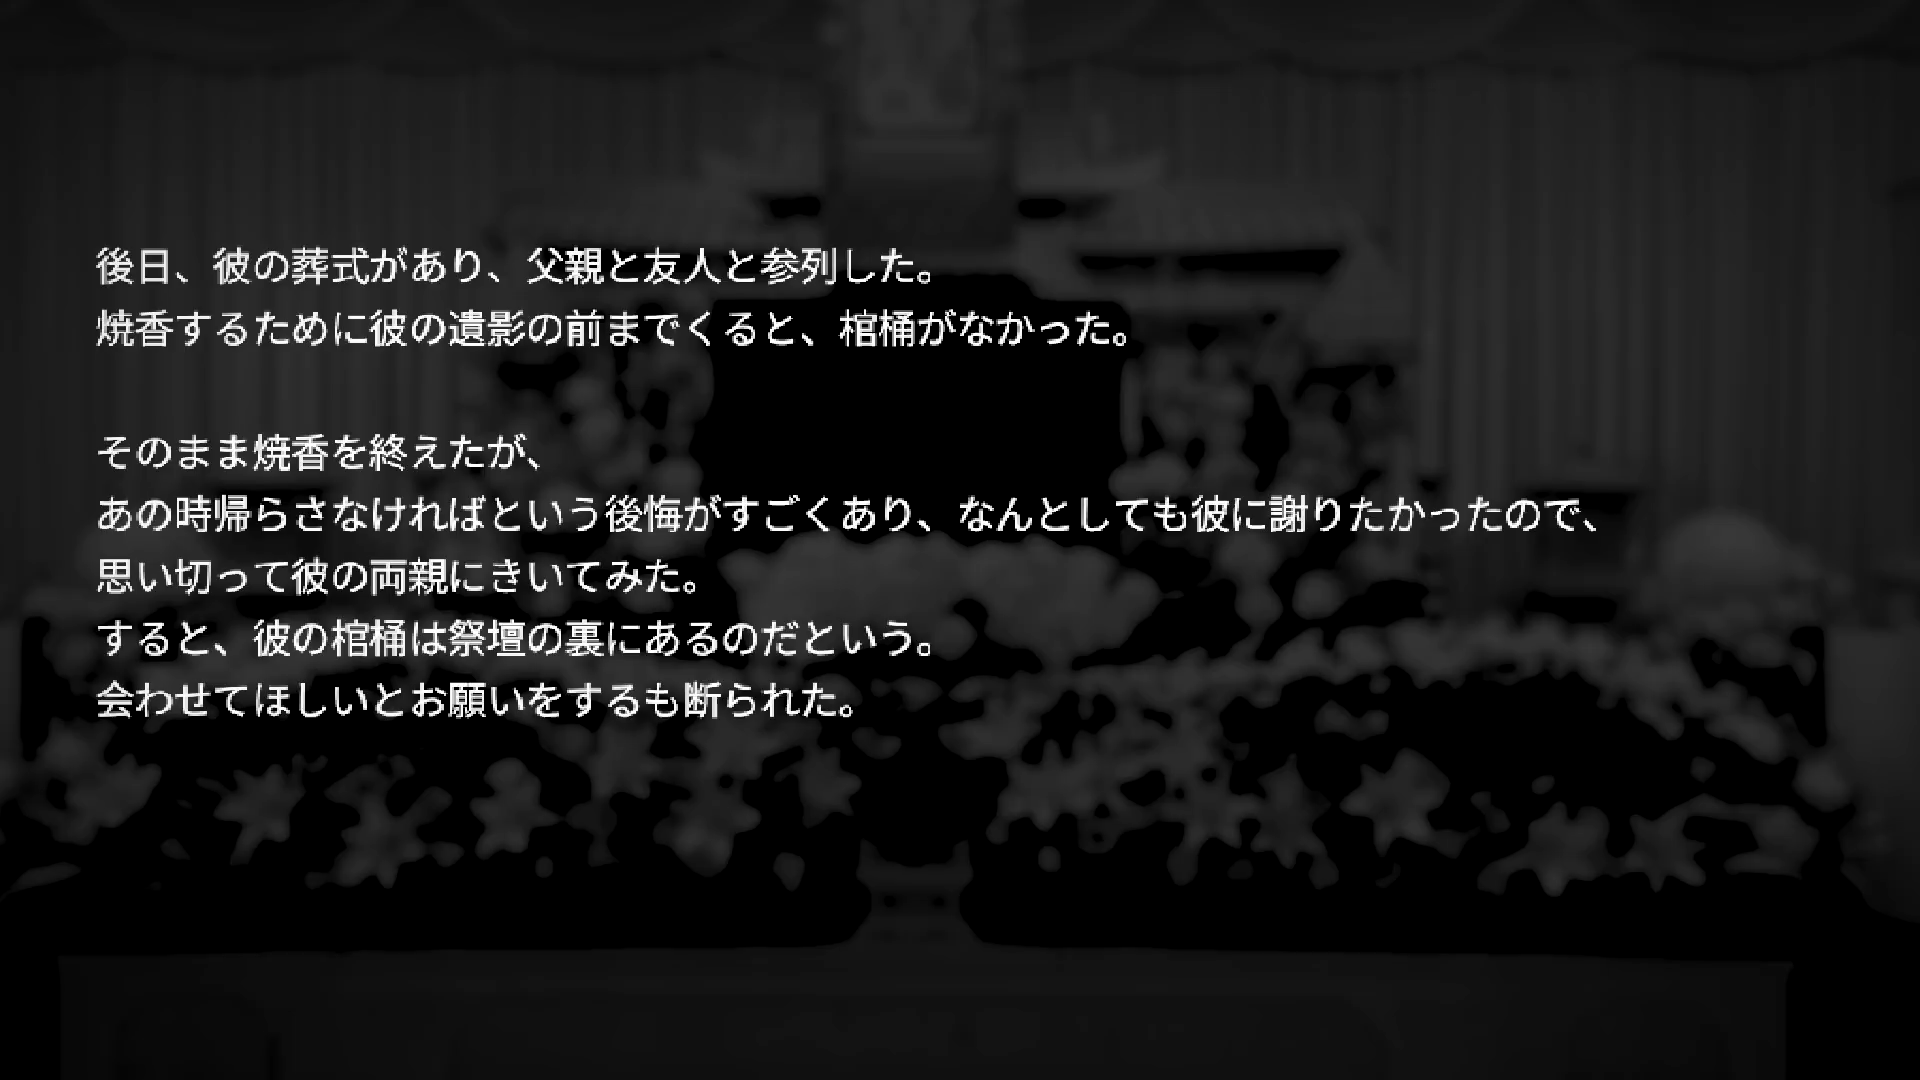 後日、彼の葬式があり、父親と友人と参列した。
焼香するために彼の遺影の前までくると、棺桶がなかった。
そのまま焼香を終えたが、
あの時帰らさなければという後悔がすごくあり、なんとしても彼に謝りたかったので、
思い切って彼の両親にきいてみた。
すると、彼の棺桶は祭壇の裏にあるのだという。
会わせてほしいとお願いをするも断られた。